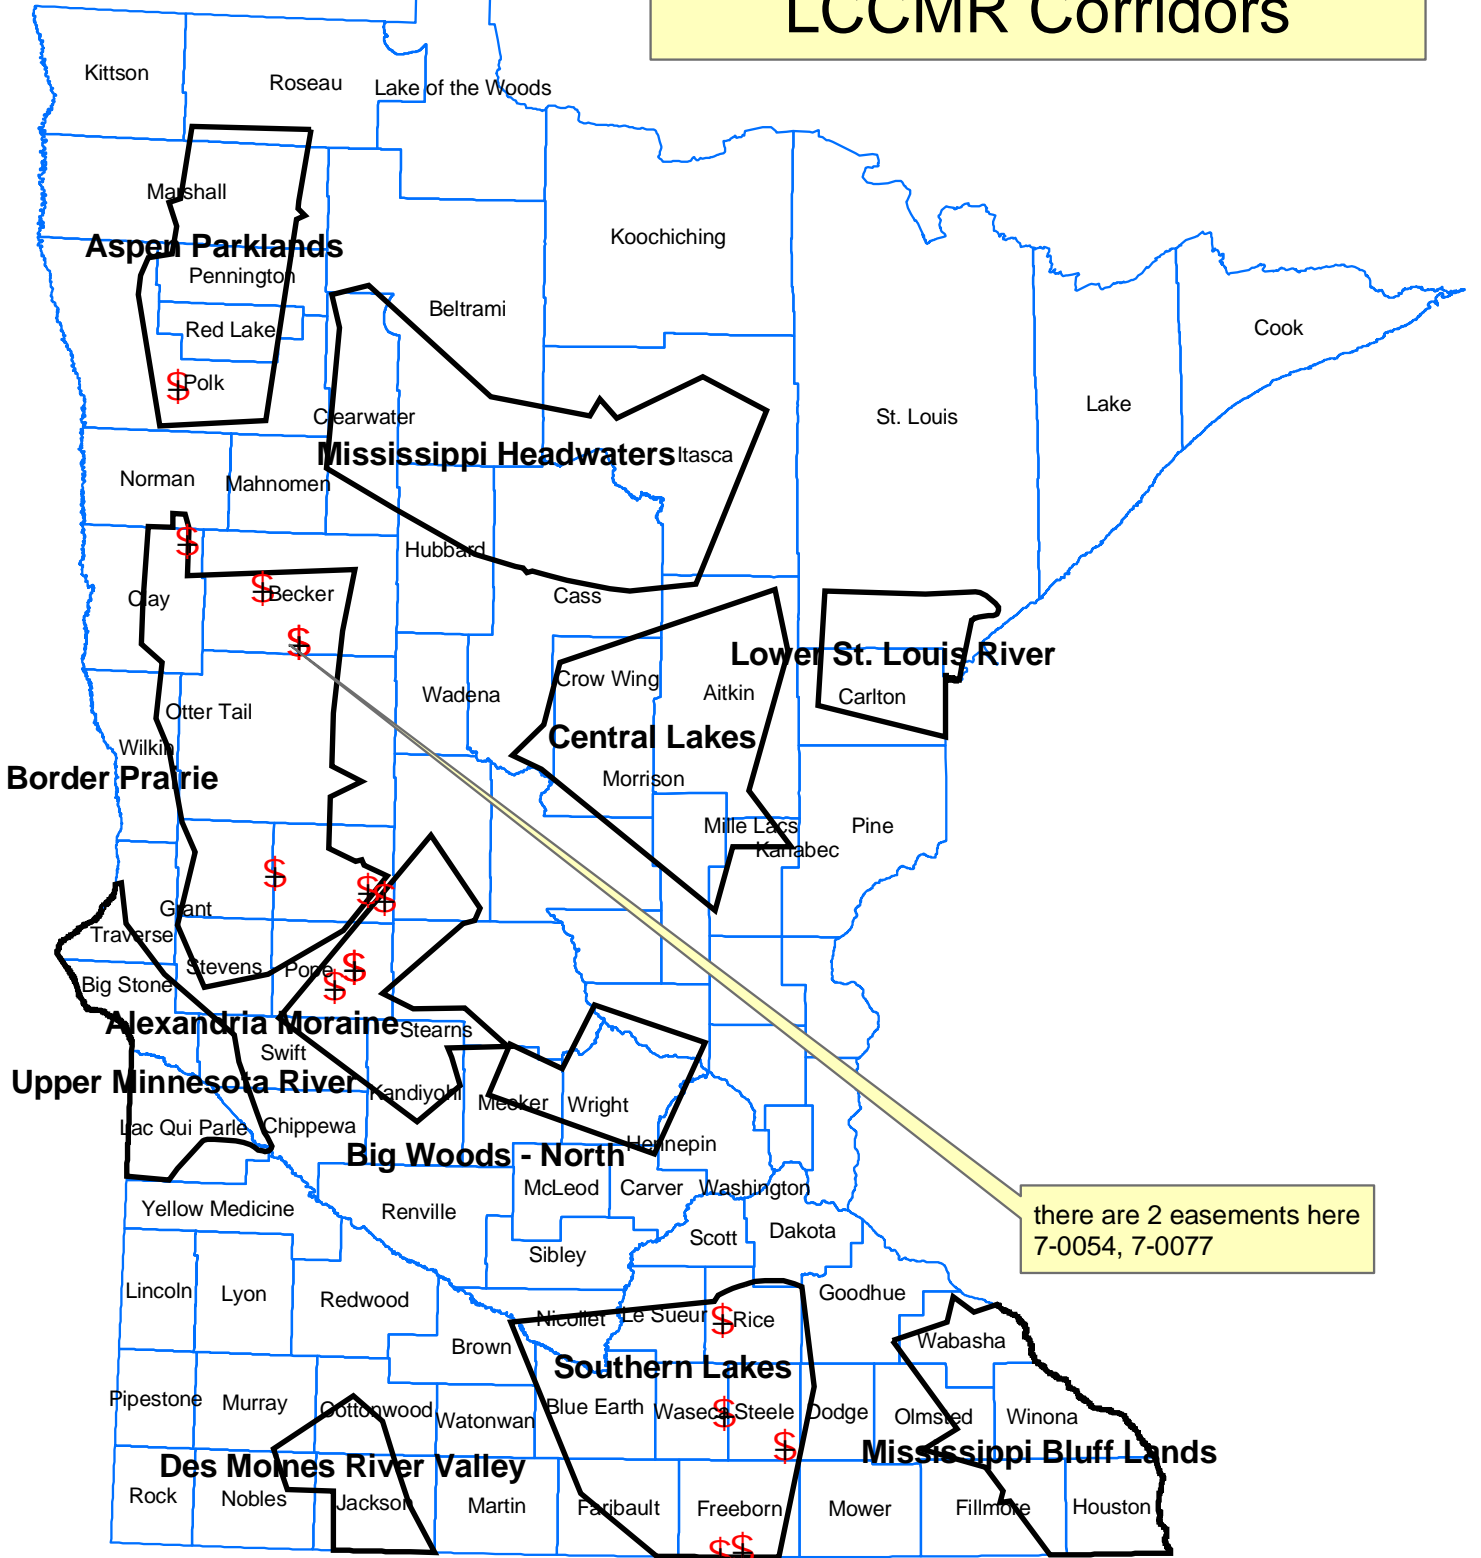 LCCMR Corridors
Kittson
Roseau
Lake of the Woods
Marshall
Aspen Parklands
Koochiching
Pennington
Beltrami
Red Lake
Cook
$ Polk
Clearwater
St. Louis
Lake
Mississippi Headwaters
Itasca
Norman
Mahnomen
$
Hubbard
Clay
$ Becker
Cass
$
Lower St. Louis River
Crow Wing
Aitkin
Carlton
Wadena
Otter Tail
Central Lakes
Wilkin
Border Prairie
Morrison
Mille Lacs
Pine
Kanabec
$
$
$
Grant
Traverse
Stevens
Pope
$
$
Big Stone
Alexandria Moraine
Stearns
Swift
Upper Minnesota River
Kandiyohi
Meeker
Wright
Lac Qui Parle
Chippewa
Hennepin
Big Woods - North
McLeod
Carver
Washington
Yellow Medicine
Renville
there are 2 easements here
7-0054, 7-0077
Scott
Dakota
Sibley
Lincoln
Lyon
Redwood
Goodhue
Nicollet
Le Sueur
$ Rice
Brown
Wabasha
Southern Lakes
Pipestone
Murray
Cottonwood
Watonwan
Blue Earth
Waseca
$ Steele
Dodge
Olmsted
Winona
$
Mississippi Bluff Lands
Des Moines River Valley
Rock
Nobles
Jackson
Martin
Faribault
Freeborn
Mower
Fillmore
Houston
$
$